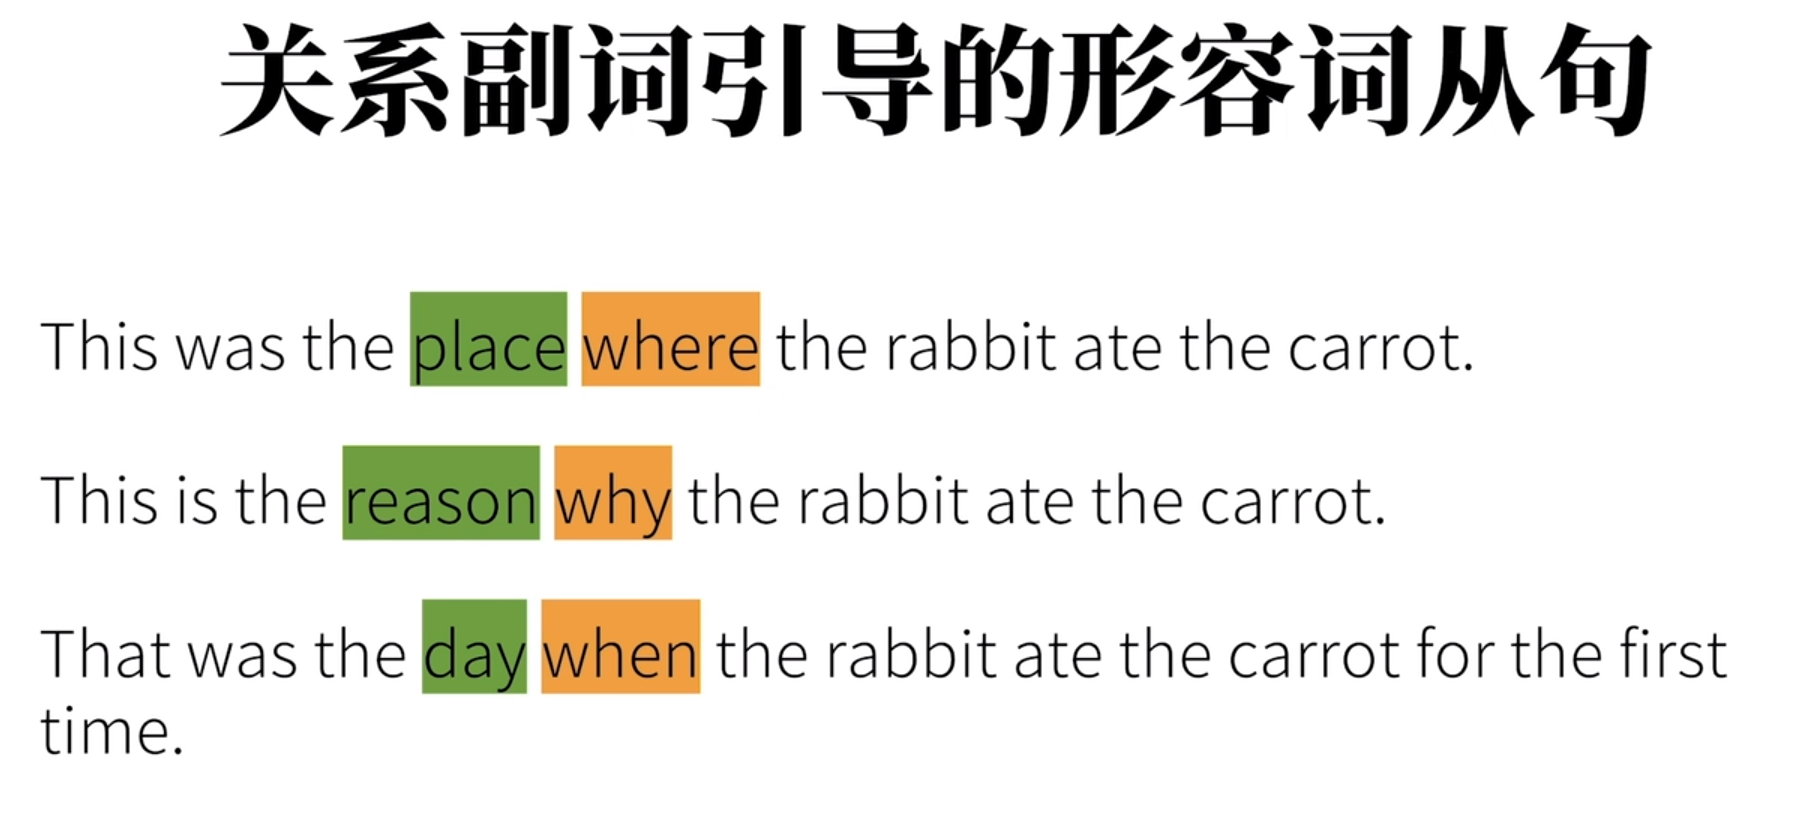 关系副词引导的形容词从句
This was the place where the rabbit ate the carrot.
This is the reason why the rabbit ate the carrot.
That was the day when the rabbit ate the carrot for the first
time.